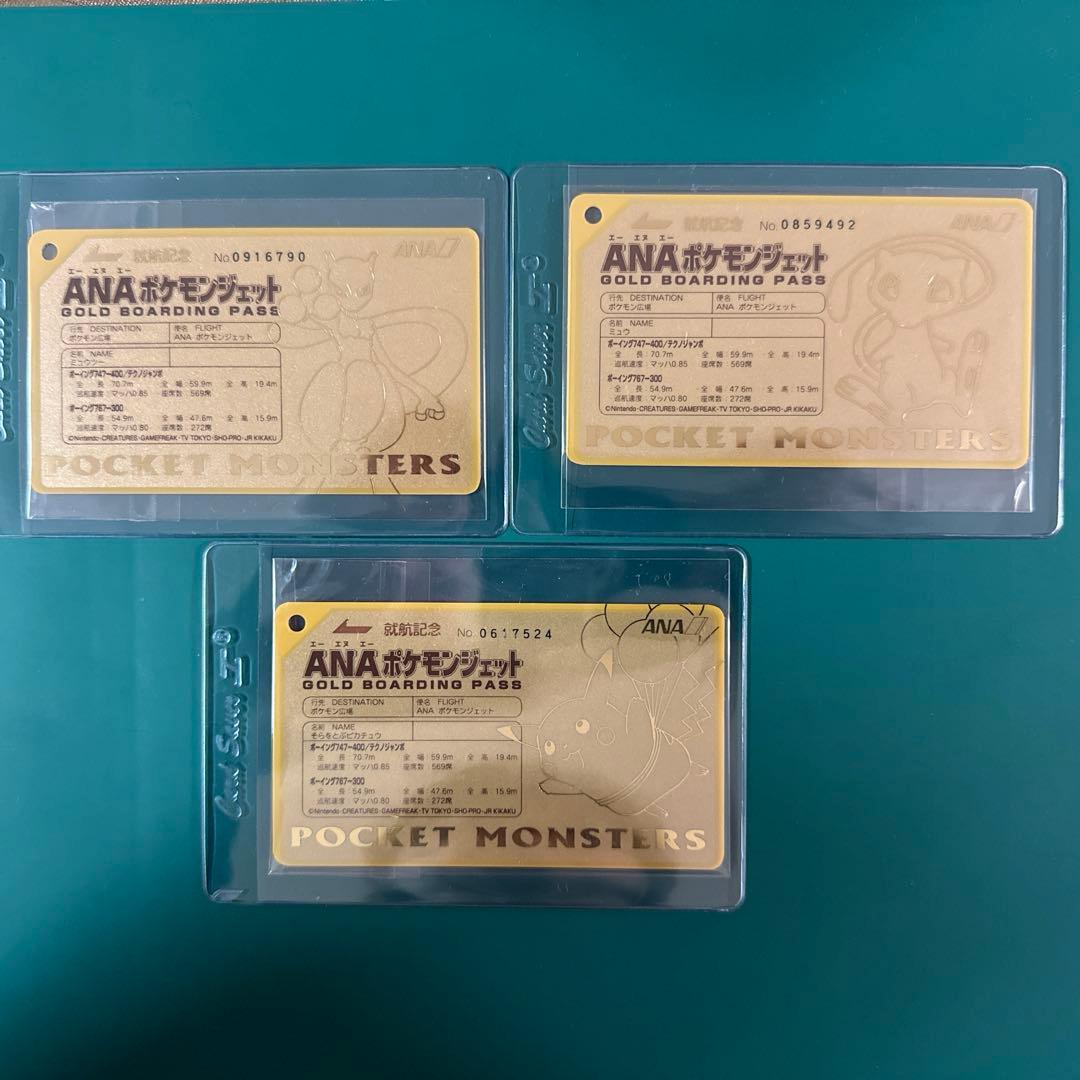 就航記念 No.0916790 ANA
エー エヌ エー
ANAポケモンジェット
GOLD BOARDING PASS
行先 DESTINATION 便名 FLIGHT
ポケモン広場 ANA ポケモンジェット
名前 NAME
ミュウツー
ボーイング747-400/テクノジャンボ
全 長:70.7m 全 幅:59.9m 全 高:19.4m
巡航速度:マッハ0.85 座席数:569席
ボーイング767-300
全 長:54.9m 全 幅:47.6m 全 高:15.9m
巡航速度:マッハ0.80 座席数:272席
©Nintendo・CREATURES・GAMEFREAK・TV TOKYO・SHO-PRO・JR KIKAKU
POCKET MONSTERS
就航記念 No.0859492 ANA
エー エヌ エー
ANAポケモンジェット
GOLD BOARDING PASS
行先 DESTINATION 便名 FLIGHT
ポケモン広場 ANA ポケモンジェット
名前 NAME
ミュウ
ボーイング747-400/テクノジャンボ
全 長:70.7m 全 幅:59.9m 全 高:19.4m
巡航速度:マッハ0.85 座席数:569席
ボーイング767-300
全 長:54.9m 全 幅:47.6m 全 高:15.9m
巡航速度:マッハ0.80 座席数:272席
©Nintendo・CREATURES・GAMEFREAK・TV TOKYO・SHO-PRO・JR KIKAKU
POCKET MONSTERS
就航記念 No.0617524 ANA
エー エヌ エー
ANAポケモンジェット
GOLD BOARDING PASS
行先 DESTINATION 便名 FLIGHT
ポケモン広場 ANA ポケモンジェット
名前 NAME
そらをとぶピカチュウ
ボーイング747-400/テクノジャンボ
全 長:70.7m 全 幅:59.9m 全 高:19.4m
巡航速度:マッハ0.85 座席数:569席
ボーイング767-300
全 長:54.9m 全 幅:47.6m 全 高:15.9m
巡航速度:マッハ0.80 座席数:272席
©Nintendo・CREATURES・GAMEFREAK・TV TOKYO・SHO-PRO・JR KIKAKU
POCKET MONSTERS
Card Saver I®
Card Saver I®
Card Saver I®